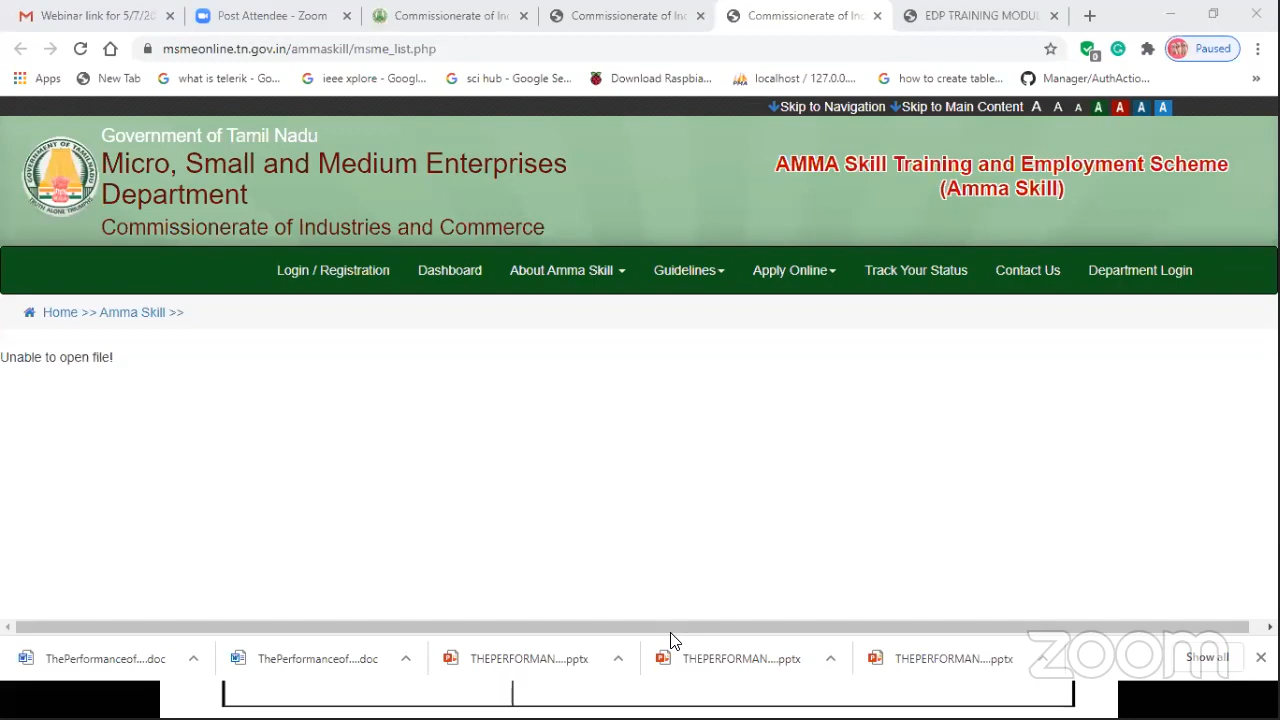 Webinar link for 5/7/20
Post Attendee - Zoom
Commissionerate of In
Commissionerate of In
Commissionerate of In
EDP TRAINING MODUL
msmeonline.tn.gov.in/ammaskill/msme_list.php
Paused
Apps
New Tab
what is telerik - Go...
ieee xplore - Googl...
sci hub - Google Se...
Download Raspbia...
localhost / 127.0.0....
how to create table...
Manager/AuthActio...
»
Skip to Navigation Skip to Main Content A A A A A A A
Government of Tamil Nadu
Micro, Small and Medium Enterprises
Department
Commissionerate of Industries and Commerce
AMMA Skill Training and Employment Scheme
(Amma Skill)
Login / Registration
Dashboard
About Amma Skill
Guidelines
Apply Online
Track Your Status
Contact Us
Department Login
Home >> Amma Skill >>
Unable to open file!
ThePerformanceof....doc
ThePerformanceof....doc
THEPERFORMAN....pptx
THEPERFORMAN....pptx
THEPERFORMAN....pptx
Show all
zoom